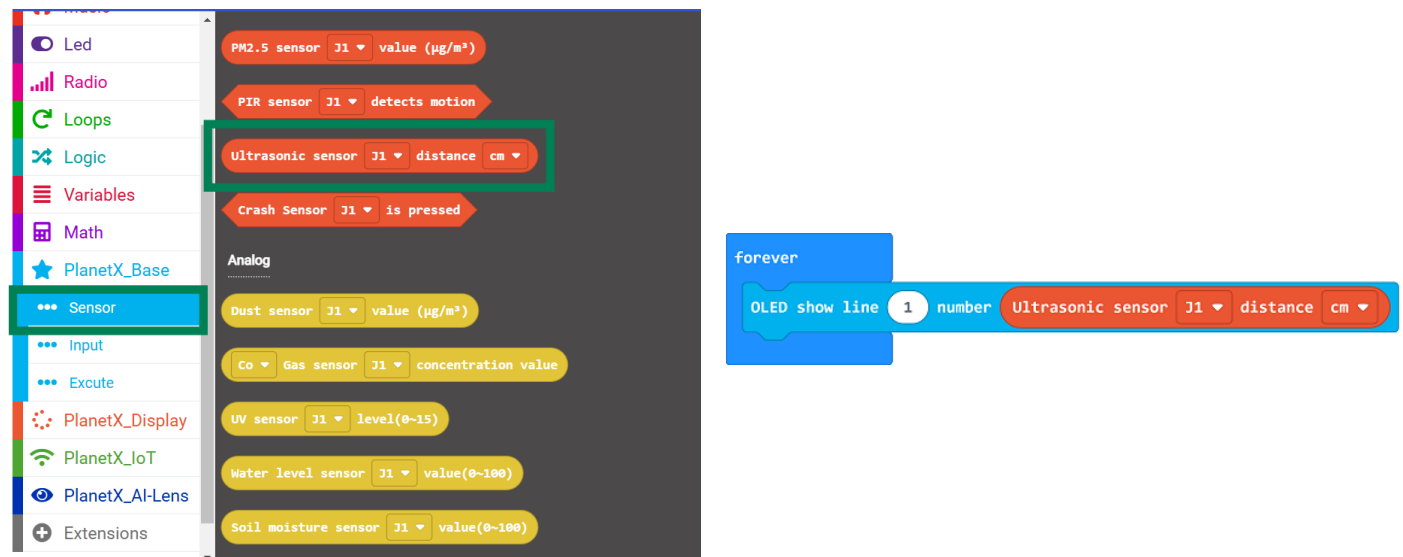 Music
Led
Radio
Loops
Logic
Variables
Math
PlanetX_Base
Sensor
Input
Excute
PlanetX_Display
PlanetX_IoT
PlanetX_AI-Lens
Extensions
PM2.5 sensor J1 value (μg/m³)
PIR sensor J1 detects motion
Ultrasonic sensor J1 distance cm
Crash Sensor J1 is pressed
Analog
Dust sensor J1 value (μg/m³)
Co Gas sensor J1 concentration value
UV sensor J1 level(0~15)
Water level sensor J1 value(0~100)
Soil moisture sensor J1 value(0~100)
forever
OLED show line 1 number Ultrasonic sensor J1 distance cm